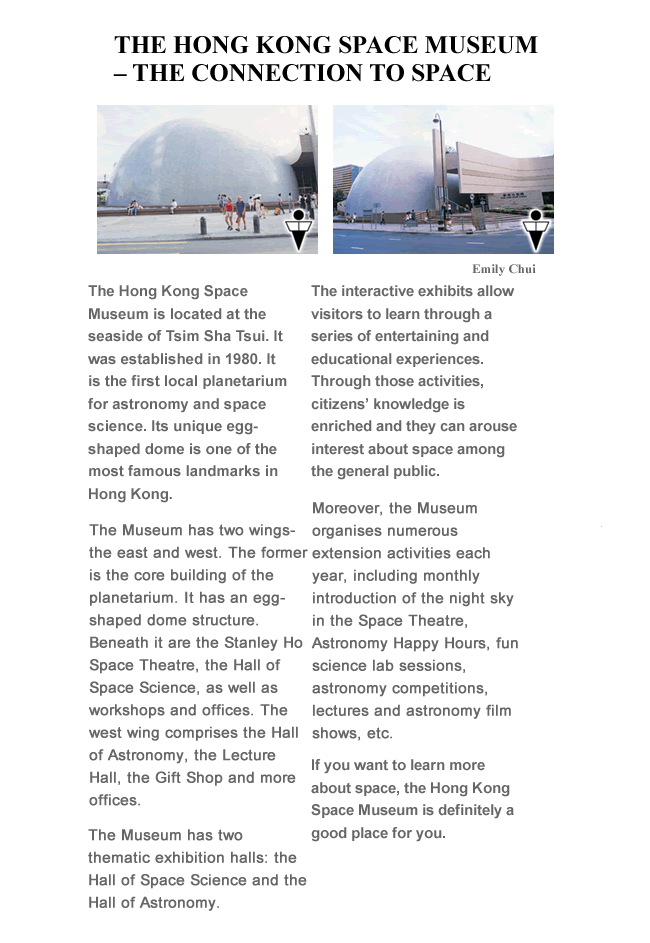 THE HONG KONG SPACE MUSEUM
– THE CONNECTION TO SPACE
Emily Chui
The Hong Kong Space
Museum is located at the
seaside of Tsim Sha Tsui. It
was established in 1980. It
is the first local planetarium
for astronomy and space
science. Its unique egg-
shaped dome is one of the
most famous landmarks in
Hong Kong.
The Museum has two wings-
the east and west. The former
is the core building of the
planetarium. It has an egg-
shaped dome structure.
Beneath it are the Stanley Ho
Space Theatre, the Hall of
Space Science, as well as
workshops and offices. The
west wing comprises the Hall
of Astronomy, the Lecture
Hall, the Gift Shop and more
offices.
The Museum has two
thematic exhibition halls: the
Hall of Space Science and the
Hall of Astronomy.
The interactive exhibits allow
visitors to learn through a
series of entertaining and
educational experiences.
Through those activities,
citizens’ knowledge is
enriched and they can arouse
interest about space among
the general public.
Moreover, the Museum
organises numerous
extension activities each
year, including monthly
introduction of the night sky
in the Space Theatre,
Astronomy Happy Hours, fun
science lab sessions,
astronomy competitions,
lectures and astronomy film
shows, etc.
If you want to learn more
about space, the Hong Kong
Space Museum is definitely a
good place for you.